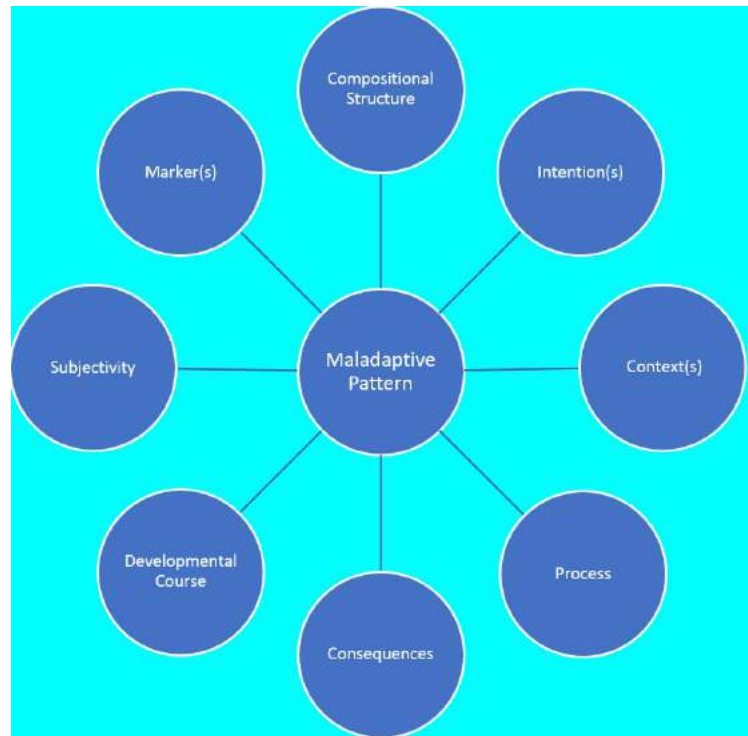 Compositional
Structure
Marker(s)
Intention(s)
Subjectivity
Maladaptive
Pattern
Context(s)
Developmental
Course
Process
Consequences